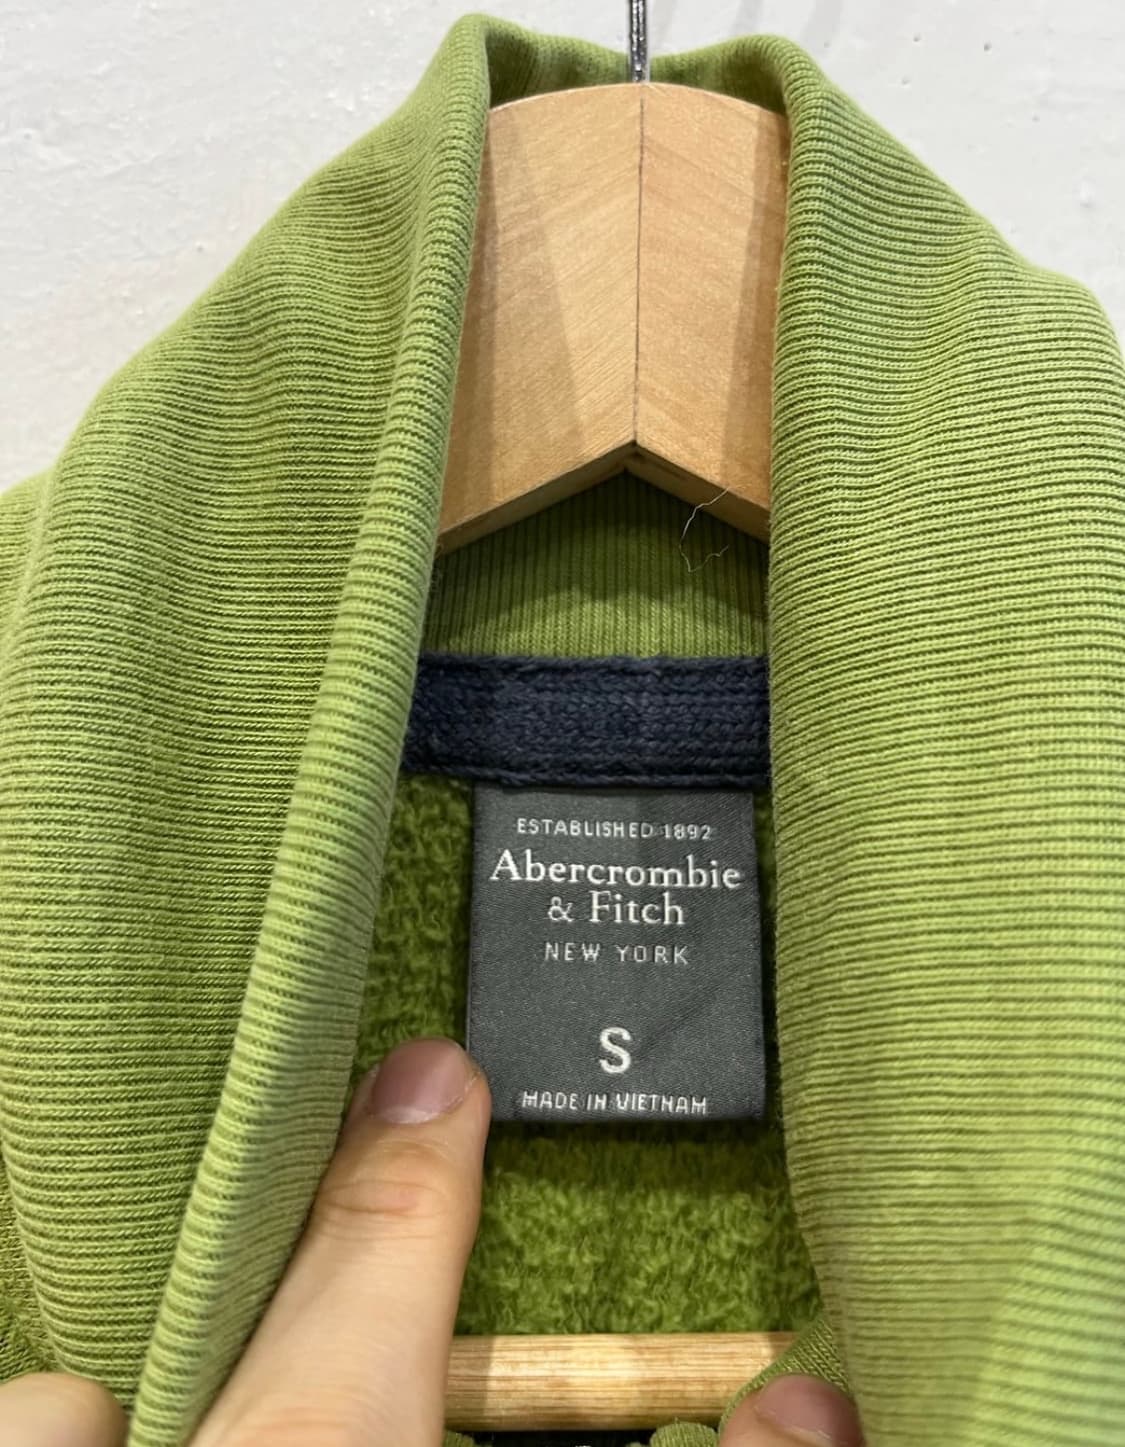 ESTABLISHED 1892
Abercrombie
& Fitch
NEW YORK
S
MADE IN VIETNAM